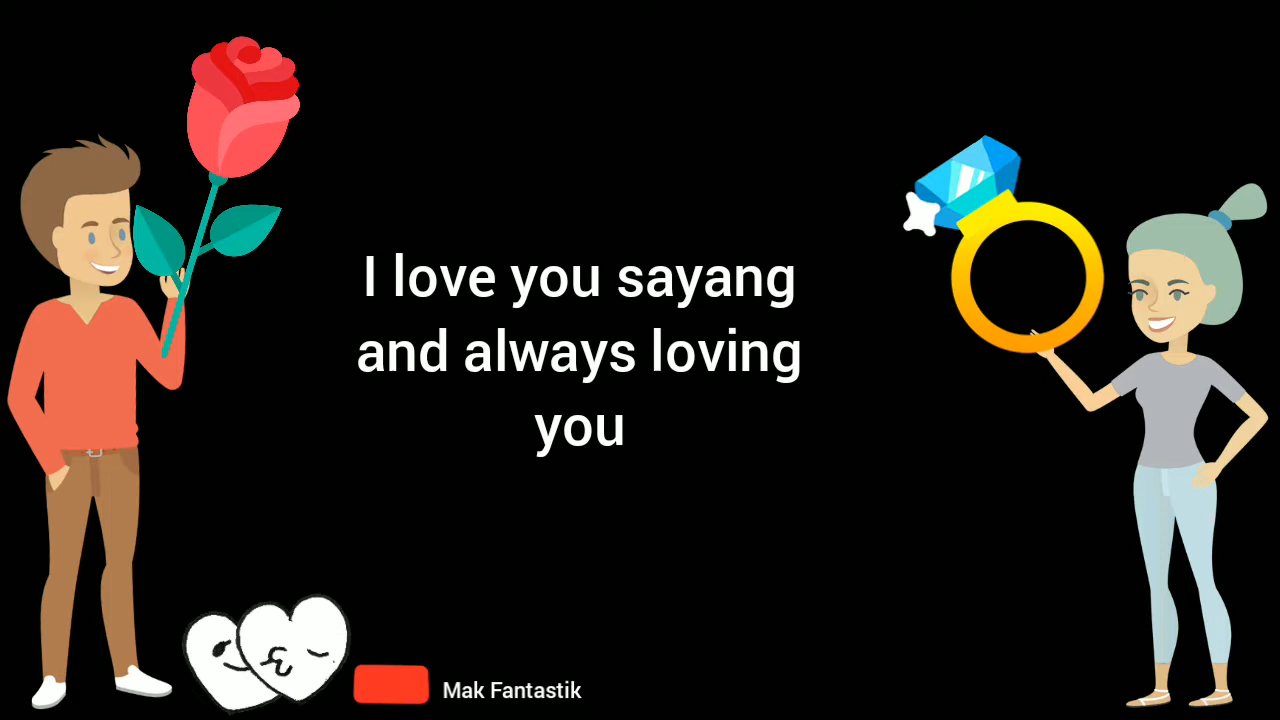 I love you sayang
and always loving
you
Mak Fantastik